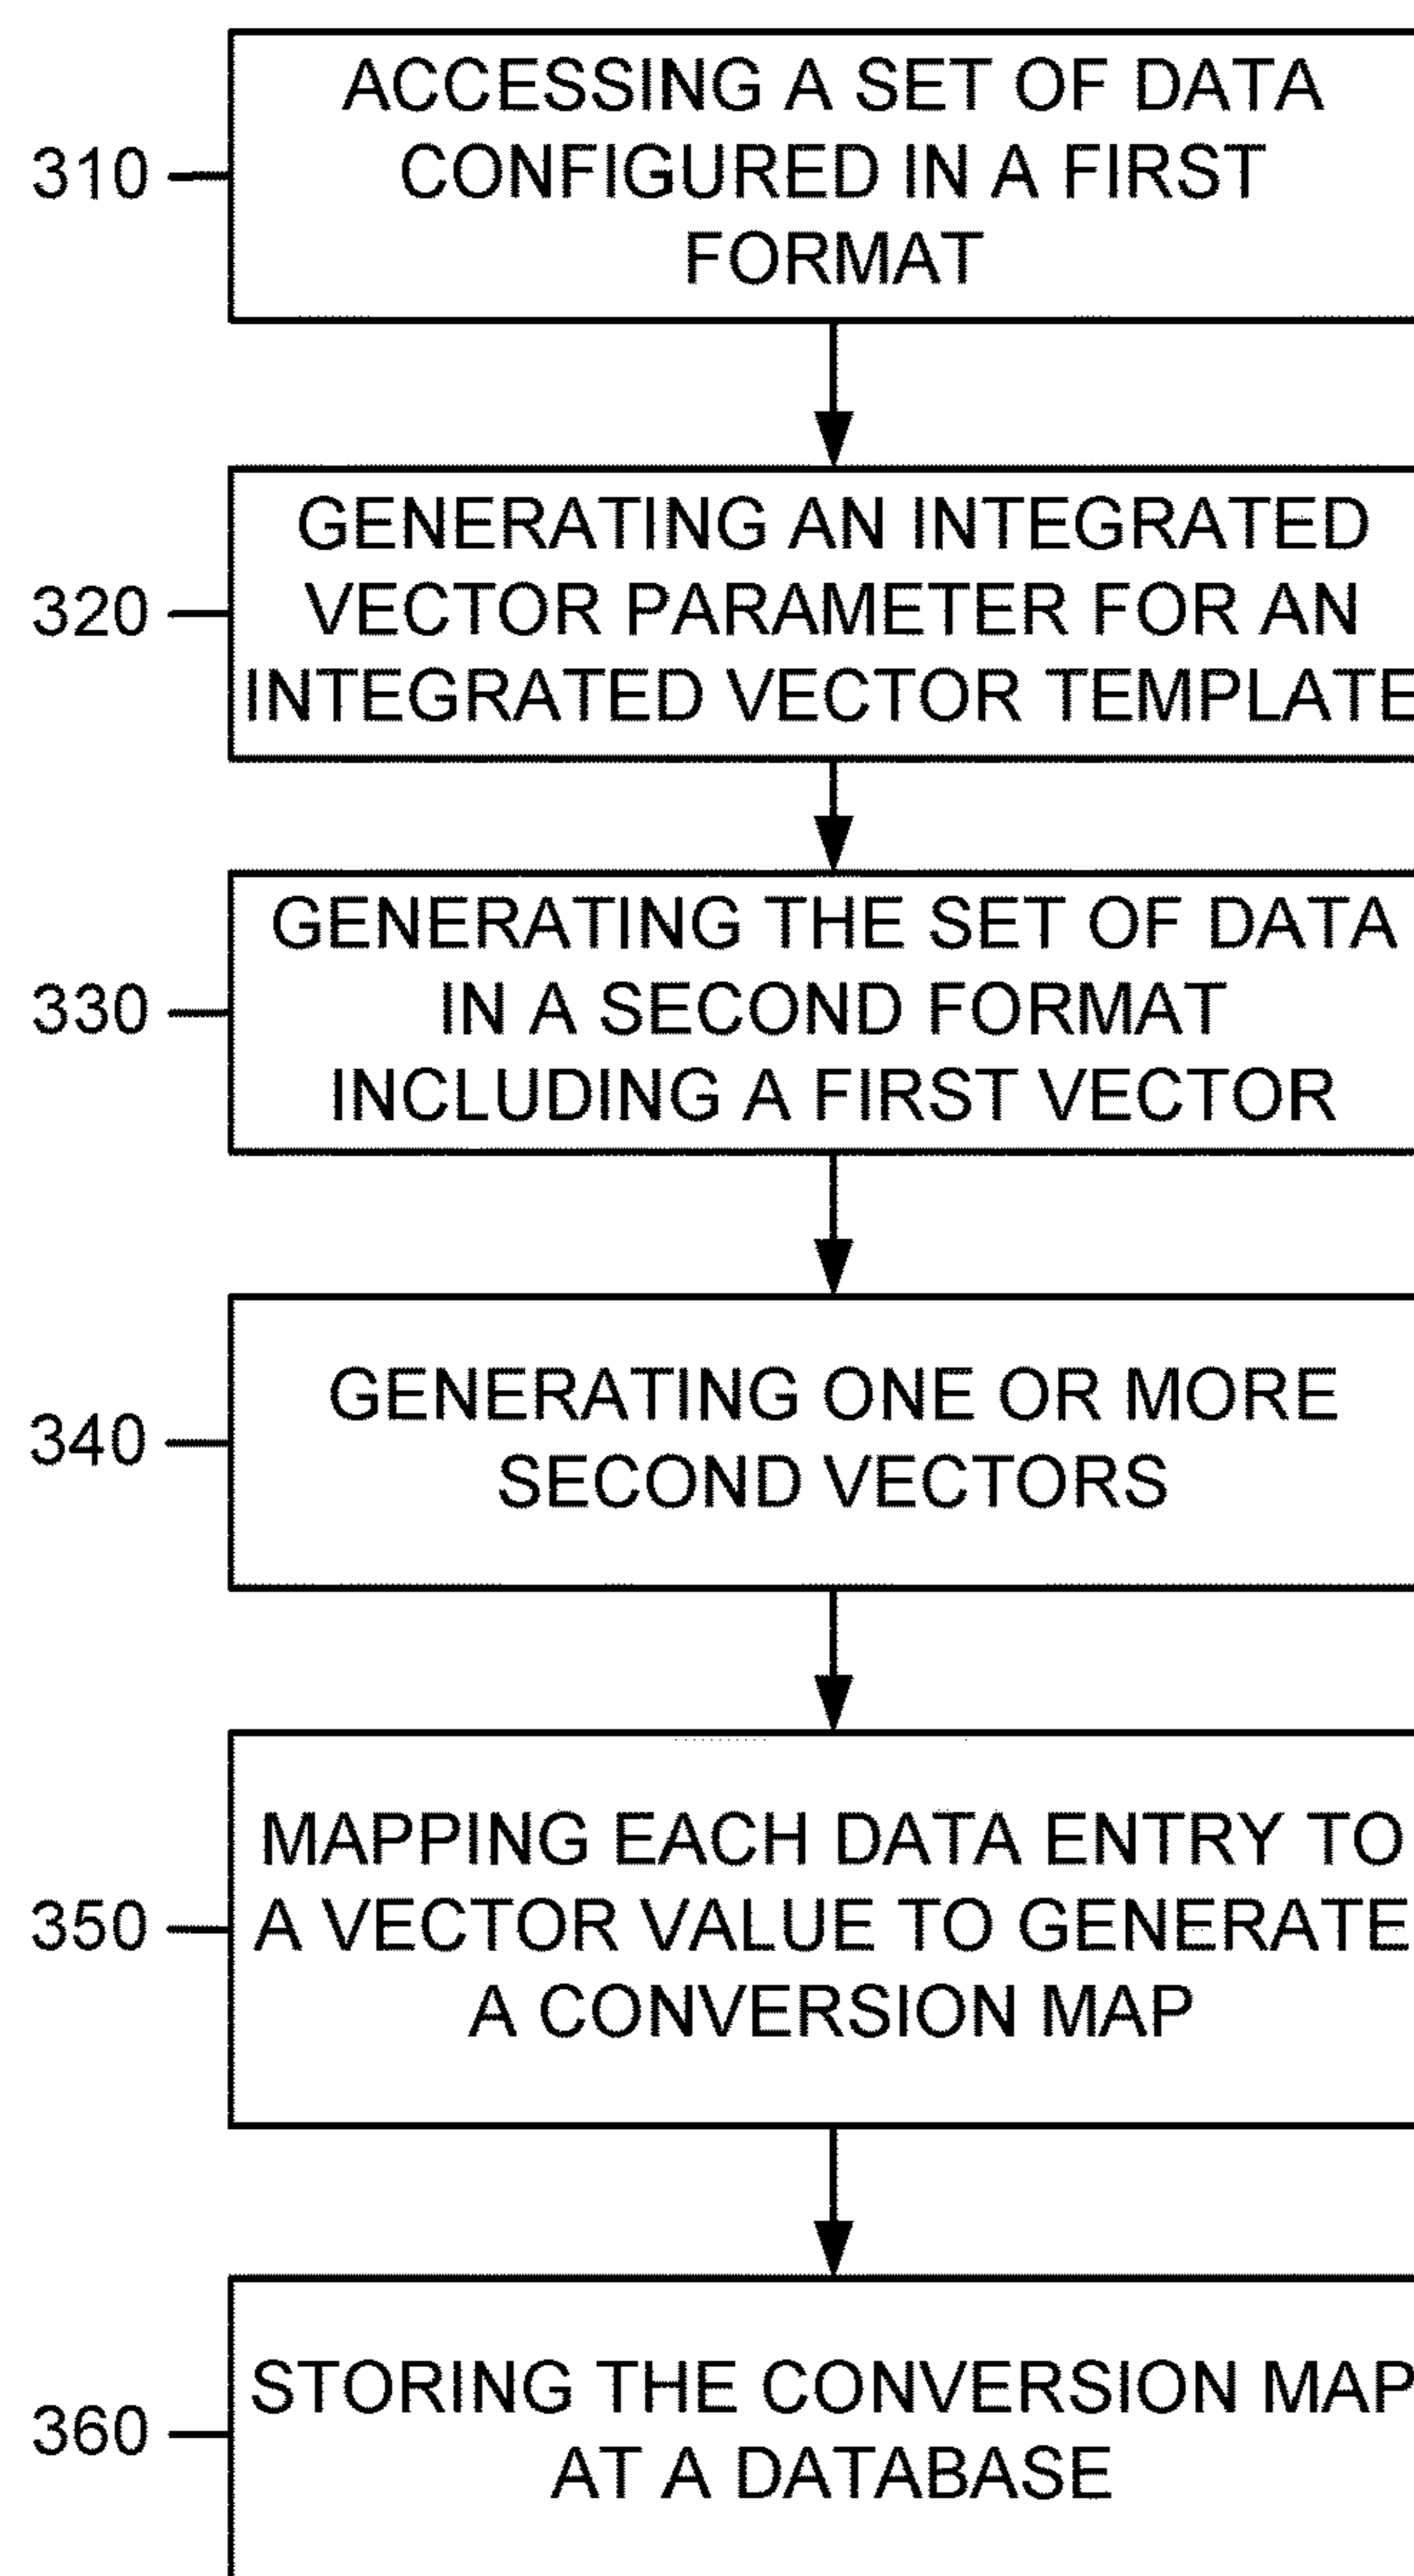 ACCESSING A SET OF DATA
310
CONFIGURED IN A FIRST
FORMAT
GENERATING AN INTEGRATED
320
VECTOR PARAMETER FOR AN
INTEGRATED VECTOR TEMPLATE
GENERATING THE SET OF DATA
330
IN A SECOND FORMAT
INCLUDING A FIRST VECTOR
340
GENERATING ONE OR MORE
SECOND VECTORS
MAPPING EACH DATA ENTRY TO
350
A VECTOR VALUE TO GENERATE
A CONVERSION MAP
360
STORING THE CONVERSION MAP
AT A DATABASE